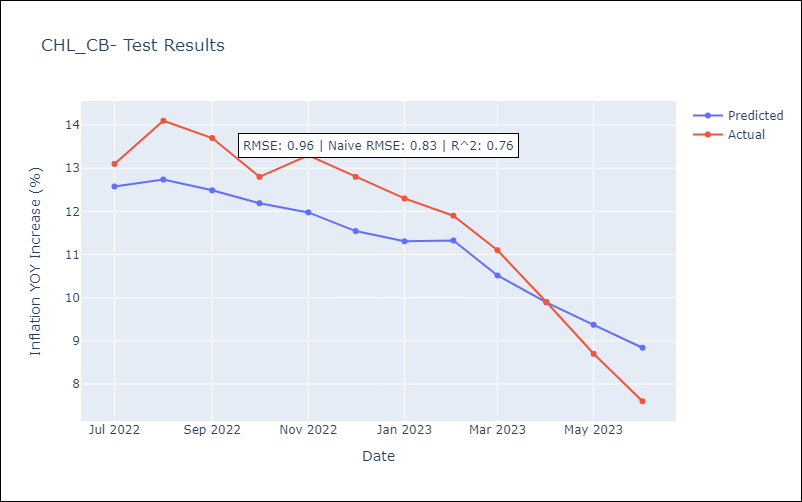 CHL_CB- Test Results
Predicted
Actual
RMSE: 0.96 | Naive RMSE: 0.83 | R^2: 0.76
Inflation YOY Increase (%)
14
13
12
11
10
9
8
Jul 2022 Sep 2022 Nov 2022 Jan 2023 Mar 2023 May 2023
Date